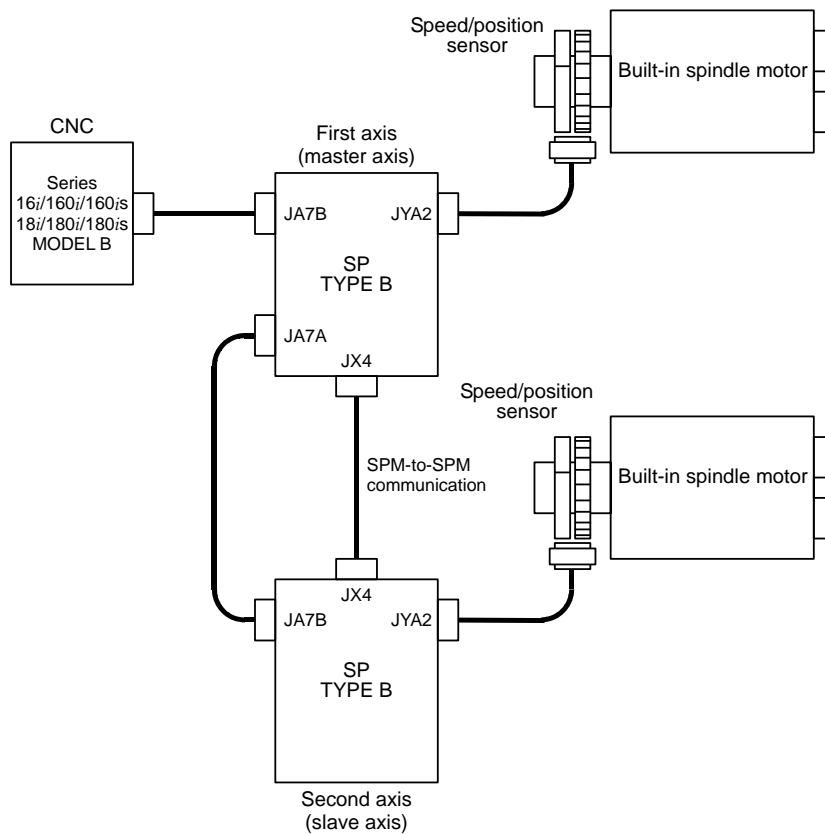 Speed/position
sensor
Built-in spindle motor
CNC
First axis
(master axis)
Series
16i/160i/160is
18i/180i/180is
MODEL B
JA7B
JYA2
SP
TYPE B
JA7A
JX4
Speed/position
sensor
SPM-to-SPM
communication
Built-in spindle motor
JX4
JA7B
JYA2
SP
TYPE B
Second axis
(slave axis)